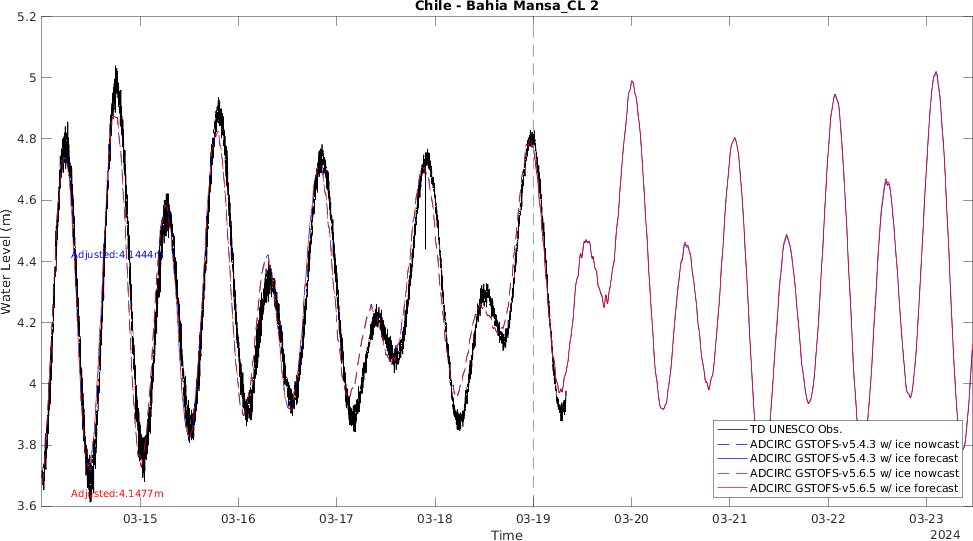 Chile - Bahia Mansa_CL 2
5.2
5
4.8
4.6
4.4
4.2
4
3.8
3.6
Water Level (m)
Adjusted:4.1444m
Adjusted:4.1477m
TD UNESCO Obs.
ADCIRC GSTOFS-v5.4.3 w/ ice nowcast
ADCIRC GSTOFS-v5.4.3 w/ ice forecast
ADCIRC GSTOFS-v5.6.5 w/ ice nowcast
ADCIRC GSTOFS-v5.6.5 w/ ice forecast
03-15 03-16 03-17 03-18 03-19 03-20 03-21 03-22 03-23
Time
2024